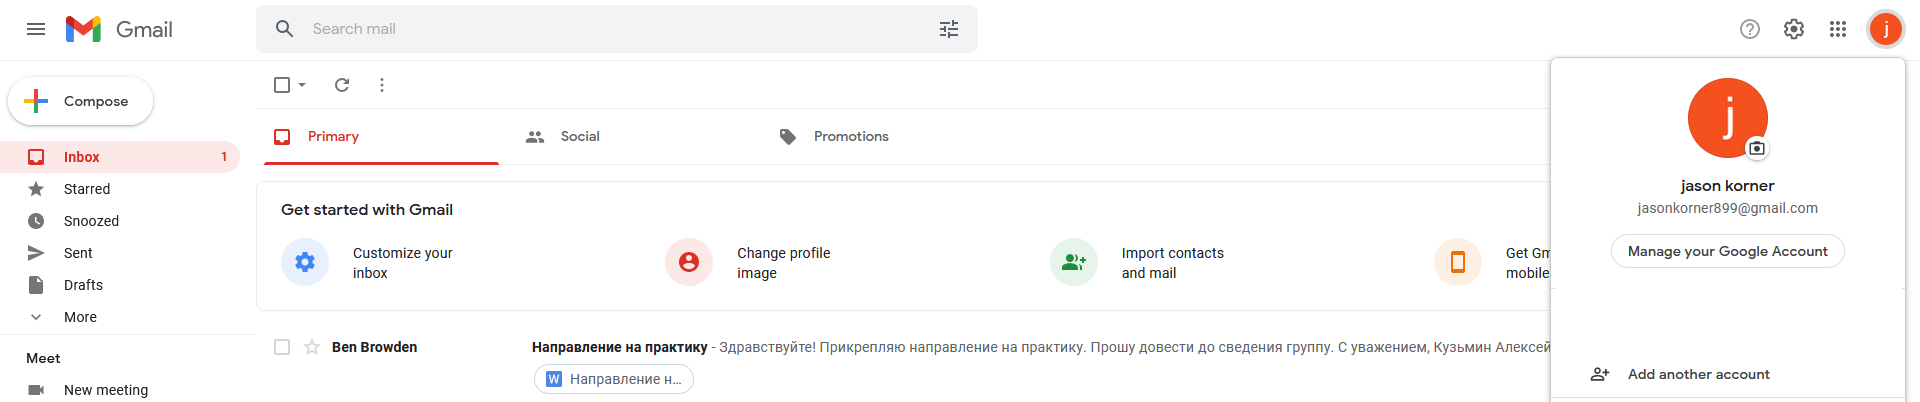 Gmail
Search mail
j
Compose
Inbox 1
Starred
Snoozed
Sent
Drafts
More
Meet
New meeting
Primary
Social
Promotions
Get started with Gmail
Customize your
inbox
Change profile
image
Import contacts
and mail
Get Gm
mobile
Ben Browden
Направление на практику - Здравствуйте! Прикрепляю направление на практику. Прошу довести до сведения группу. С уважением, Кузьмин Алексей
W Направление н...
j
jason korner
jasonkorner899@gmail.com
Manage your Google Account
Add another account